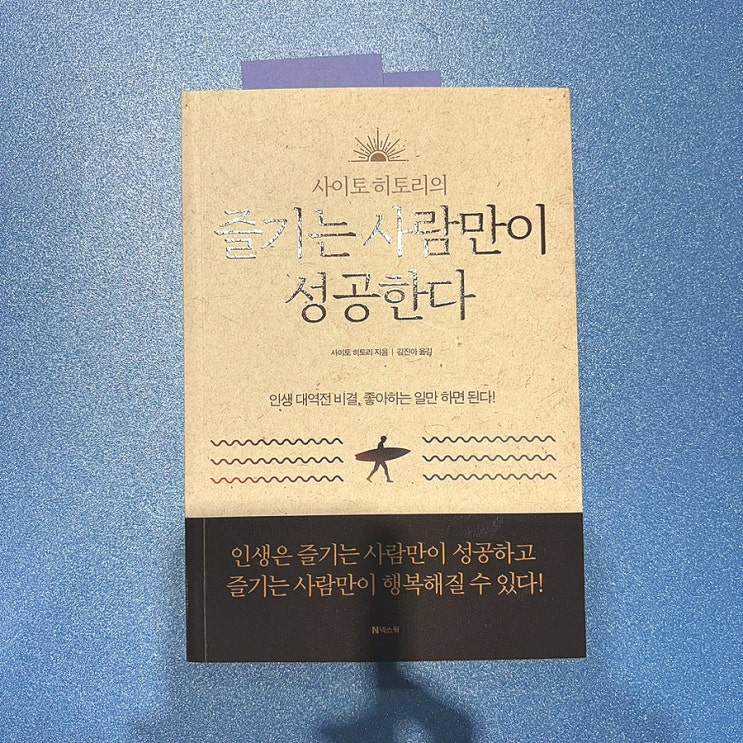 사이토 히토리의
즐기는 사람만이
성공한다
사이토 히토리 지음 | 김진아 옮김
인생 대역전 비결, 좋아하는 일만 하면 된다!
인생은 즐기는 사람만이 성공하고
즐기는 사람만이 행복해질 수 있다!
N넥스웍